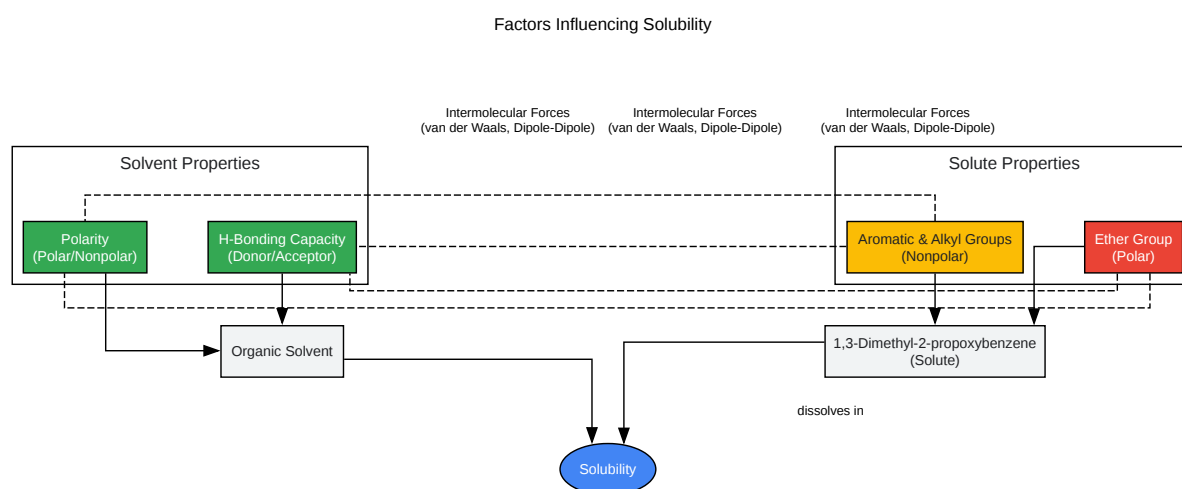 Factors Influencing Solubility
Intermolecular Forces
(van der Waals, Dipole-Dipole)
Intermolecular Forces
(van der Waals, Dipole-Dipole)
Intermolecular Forces
(van der Waals, Dipole-Dipole)
Solvent Properties
Solute Properties
Polarity
(Polar/Nonpolar)
H-Bonding Capacity
(Donor/Acceptor)
Aromatic & Alkyl Groups
(Nonpolar)
Ether Group
(Polar)
Organic Solvent
1,3-Dimethyl-2-propoxybenzene
(Solute)
dissolves in
Solubility